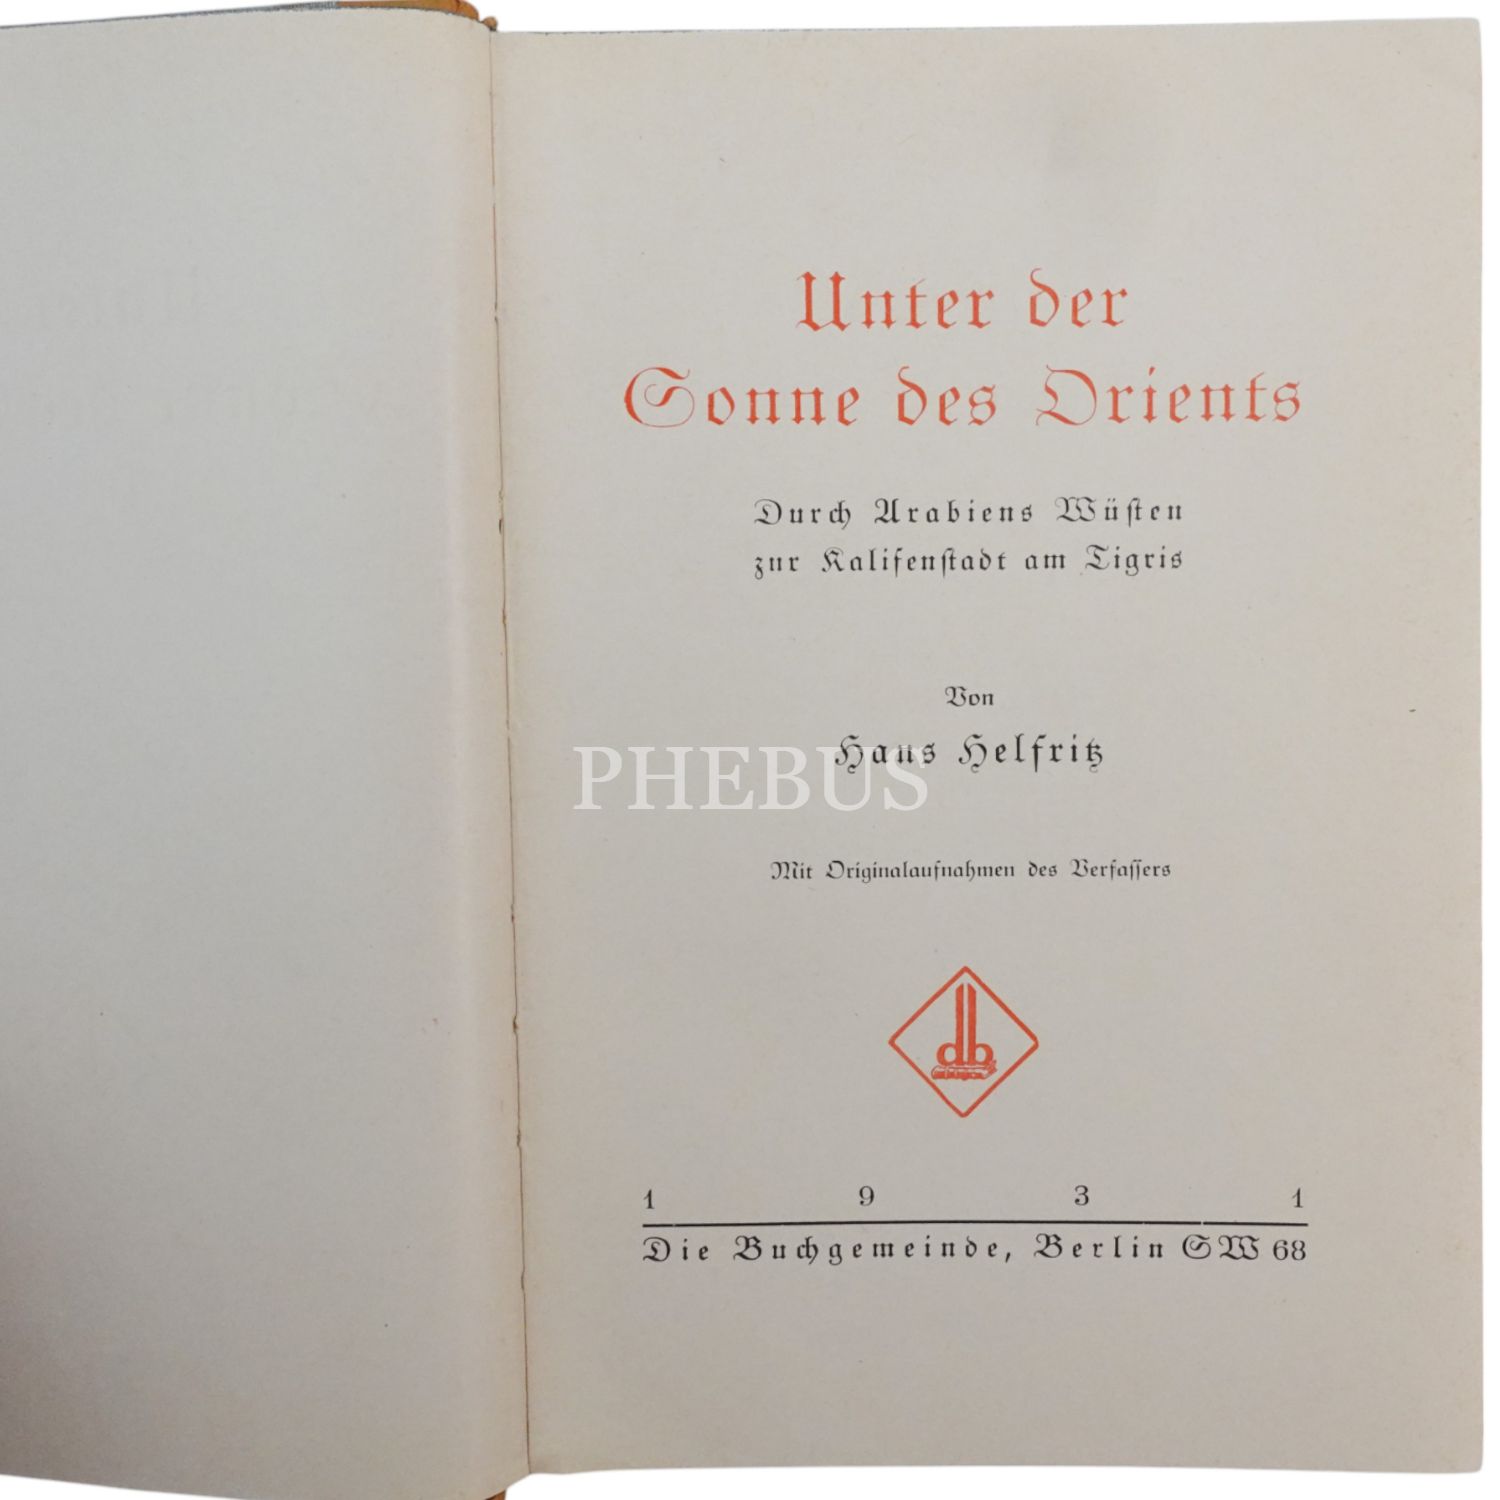 Unter der
Sonne des Orients
Durch Arabiens Wüſten
zur Kalifenſtadt am Tigris
Von
Hans Helfritz
PHEBUS
Mit Originalaufnahmen des Verfaſſers
db
1 9 3 1
Die Buchgemeinde, Berlin SW 68